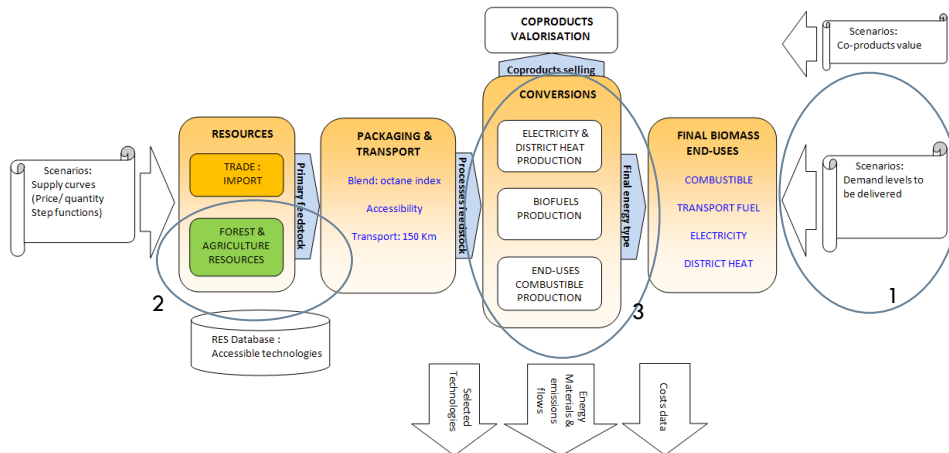 COPRODUCTS
VALORISATION
Scenarios:
Co-products value
Coproducts selling
CONVERSIONS
RESOURCES
TRADE :
IMPORT
FOREST &
AGRICULTURE
RESOURCES
Primary feedstock
PACKAGING &
TRANSPORT
Blend: octane index
Accessibility
Transport: 150 Km
Processes feedstock
ELECTRICITY &
DISTRICT HEAT
PRODUCTION
BIOFUELS
PRODUCTION
END-USES
COMBUSTIBLE
PRODUCTION
Final energy type
FINAL BIOMASS
END-USES
COMBUSTIBLE
TRANSPORT FUEL
ELECTRICITY
DISTRICT HEAT
Scenarios:
Supply curves
(Price/ quantity
Step functions)
Scenarios:
Demand levels to
be delivered
2
3
1
RES Database :
Accessible technologies
Selected
Technologies
Energy
Materials &
emissions
flows
Costs data